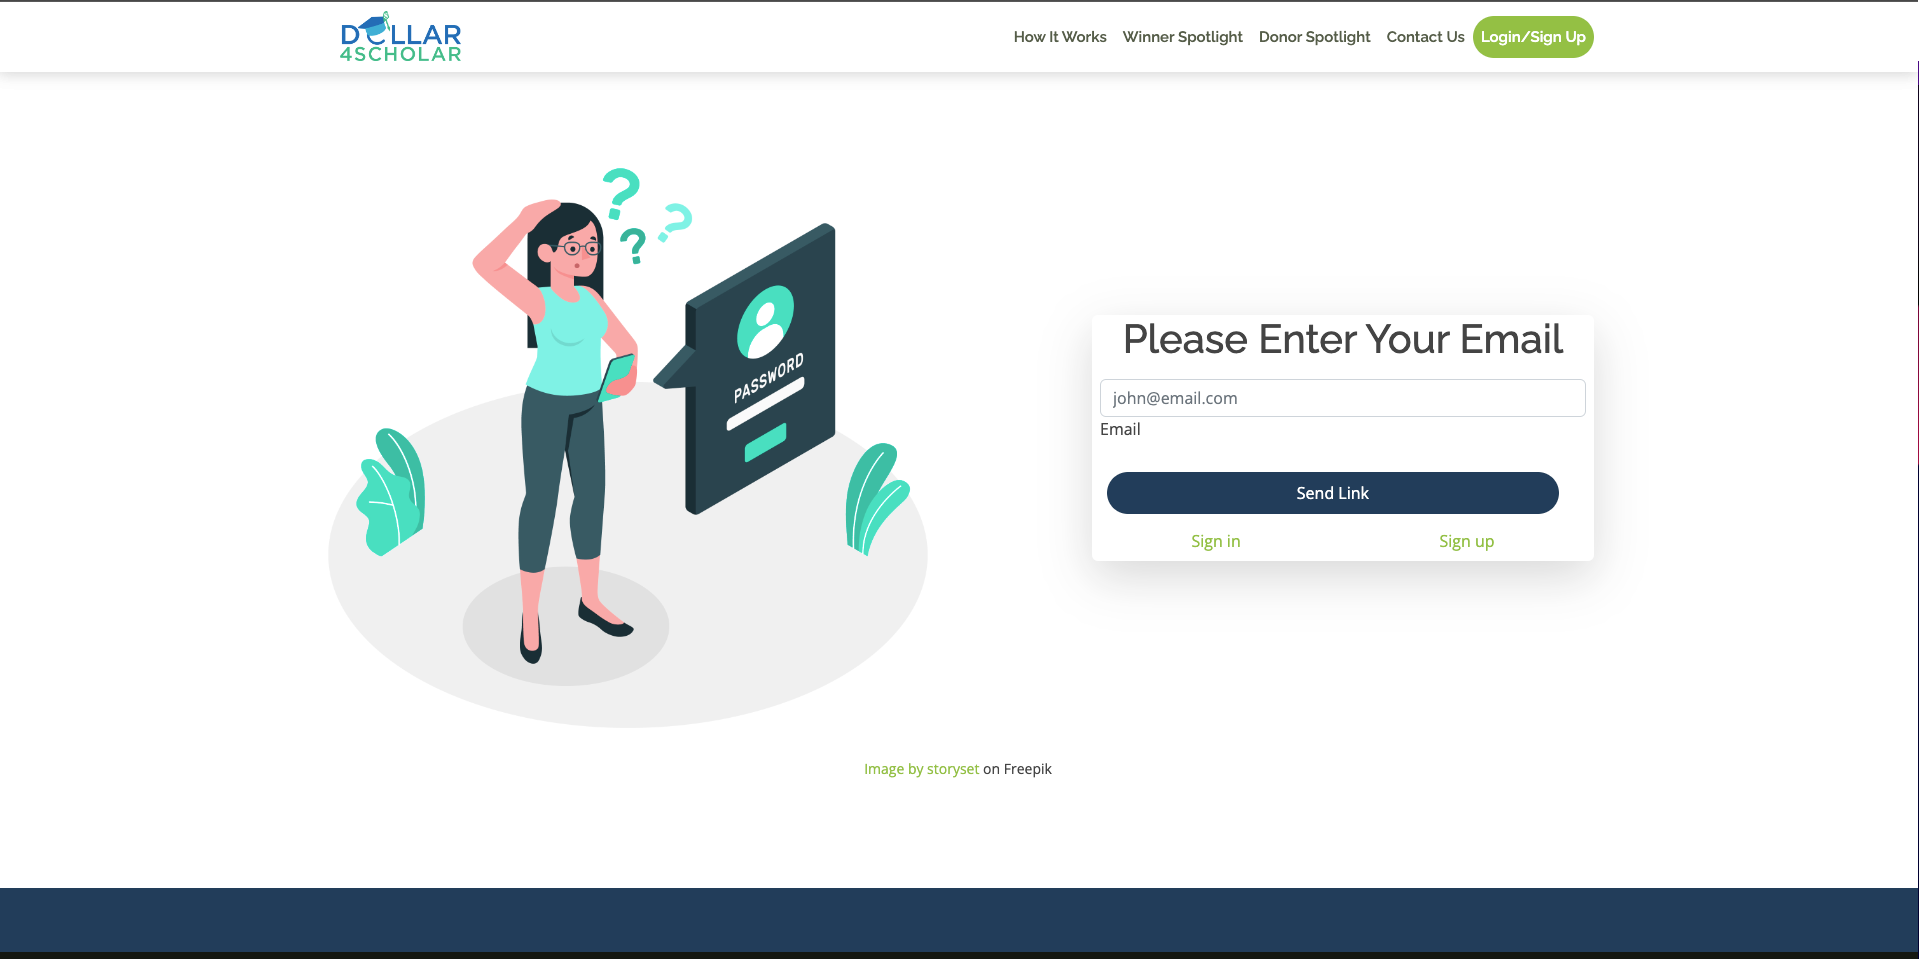 DOLLAR
4SCHOLAR
How It Works Winner Spotlight Donor Spotlight Contact Us Login/Sign Up
? ? ?
PASSWORD
Please Enter Your Email
john@email.com
Email
Send Link
Sign in Sign up
Image by storyset on Freepik